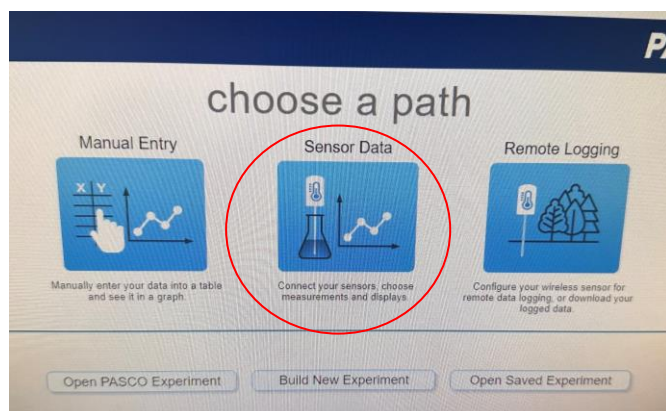 choose a path
Manual Entry
Sensor Data
Remote Logging
X Y
Manually enter your data into a table
and see it in a graph.
Connect your sensors, choose
measurements and displays.
Configure your wireless sensor for
remote data logging, or download your
logged data.
Open PASCO Experiment
Build New Experiment
Open Saved Experiment